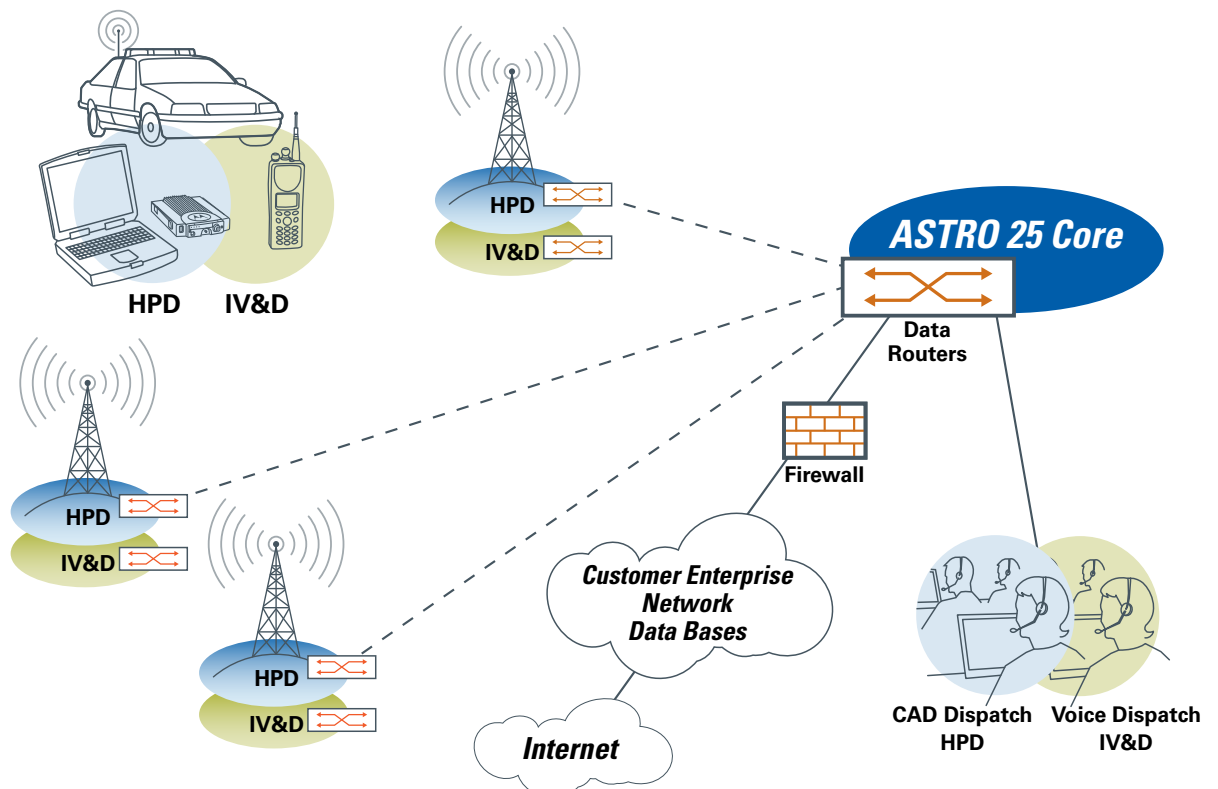 HPD
IV&D
HPD
IV&D
ASTRO 25 Core
Data
Routers
Firewall
HPD
IV&D
HPD
IV&D
Customer Enterprise
Network
Data Bases
Internet
CAD Dispatch
HPD
Voice Dispatch
IV&D